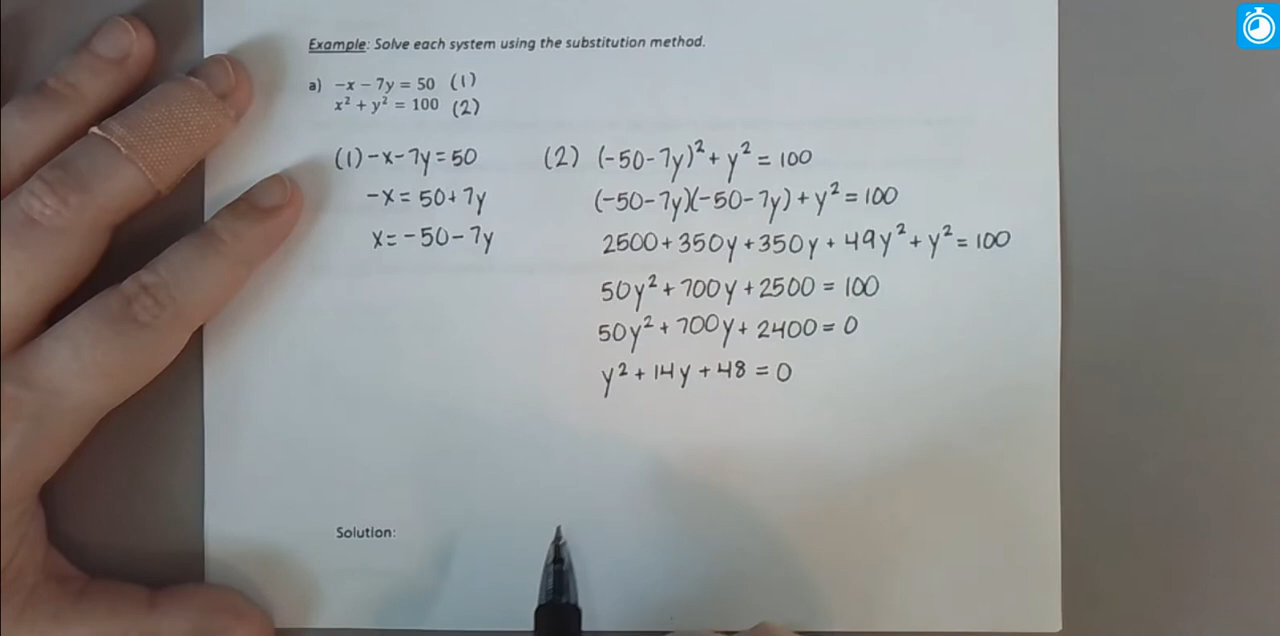 Example: Solve each system using the substitution method.
a) -x - 7y = 50 (1)
x² + y² = 100 (2)
(1) -x-7y=50
-x = 50+7y
x= -50-7y
(2) (-50-7y)² + y² = 100
(-50-7y)(-50-7y) + y² = 100
2500+350y+350y + 49y² + y² = 100
50y² + 700y + 2500 = 100
50y² + 700y + 2400 = 0
y² + 14y + 48 = 0
Solution: